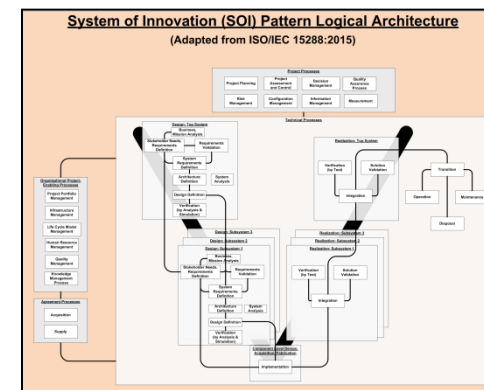 System of Innovation (SOI) Pattern Logical Architecture
(Adapted from ISO/IEC 15288:2015)
Project Processes
Project Planning
Project
Assessment
and Control
Decision
Management
Quality
Assurance
Process
Risk
Management
Configuration
Management
Information
Management
Measurement
Technical Processes
Design: Top System
Business,
Mission Analysis
Stakeholder Needs,
Requirements
Definition
Requirements
Validation
System
Requirements
Definition
Architecture
Definition
System
Analysis
Design Definition
Verification
(by Analysis &
Simulation)
Realization: Top System
Verification
(by Test)
Solution
Validation
Integration
Transition
Operation
Maintenance
Disposal
Organizational Project-
Enabling Processes
Project Portfolio
Management
Infrastructure
Management
Life Cycle Model
Management
Human Resource
Management
Quality
Management
Knowledge
Management
Process
Agreement Processes
Acquisition
Supply
Design: Subsystem 3
Design: Subsystem 2
Design: Subsystem 1
Business,
Mission Analysis
Stakeholder Needs,
Requirements
Definition
Requirements
Validation
System
Requirements
Definition
Architecture
Definition
System
Analysis
Design Definition
Verification
(by Analysis &
Simulation)
Realization: Subsystem 3
Realization: Subsystem 2
Realization: Subsystem 1
Verification
(by Test)
Solution
Validation
Integration
Component Level Design,
Acquisition, Fabrication
Implementation